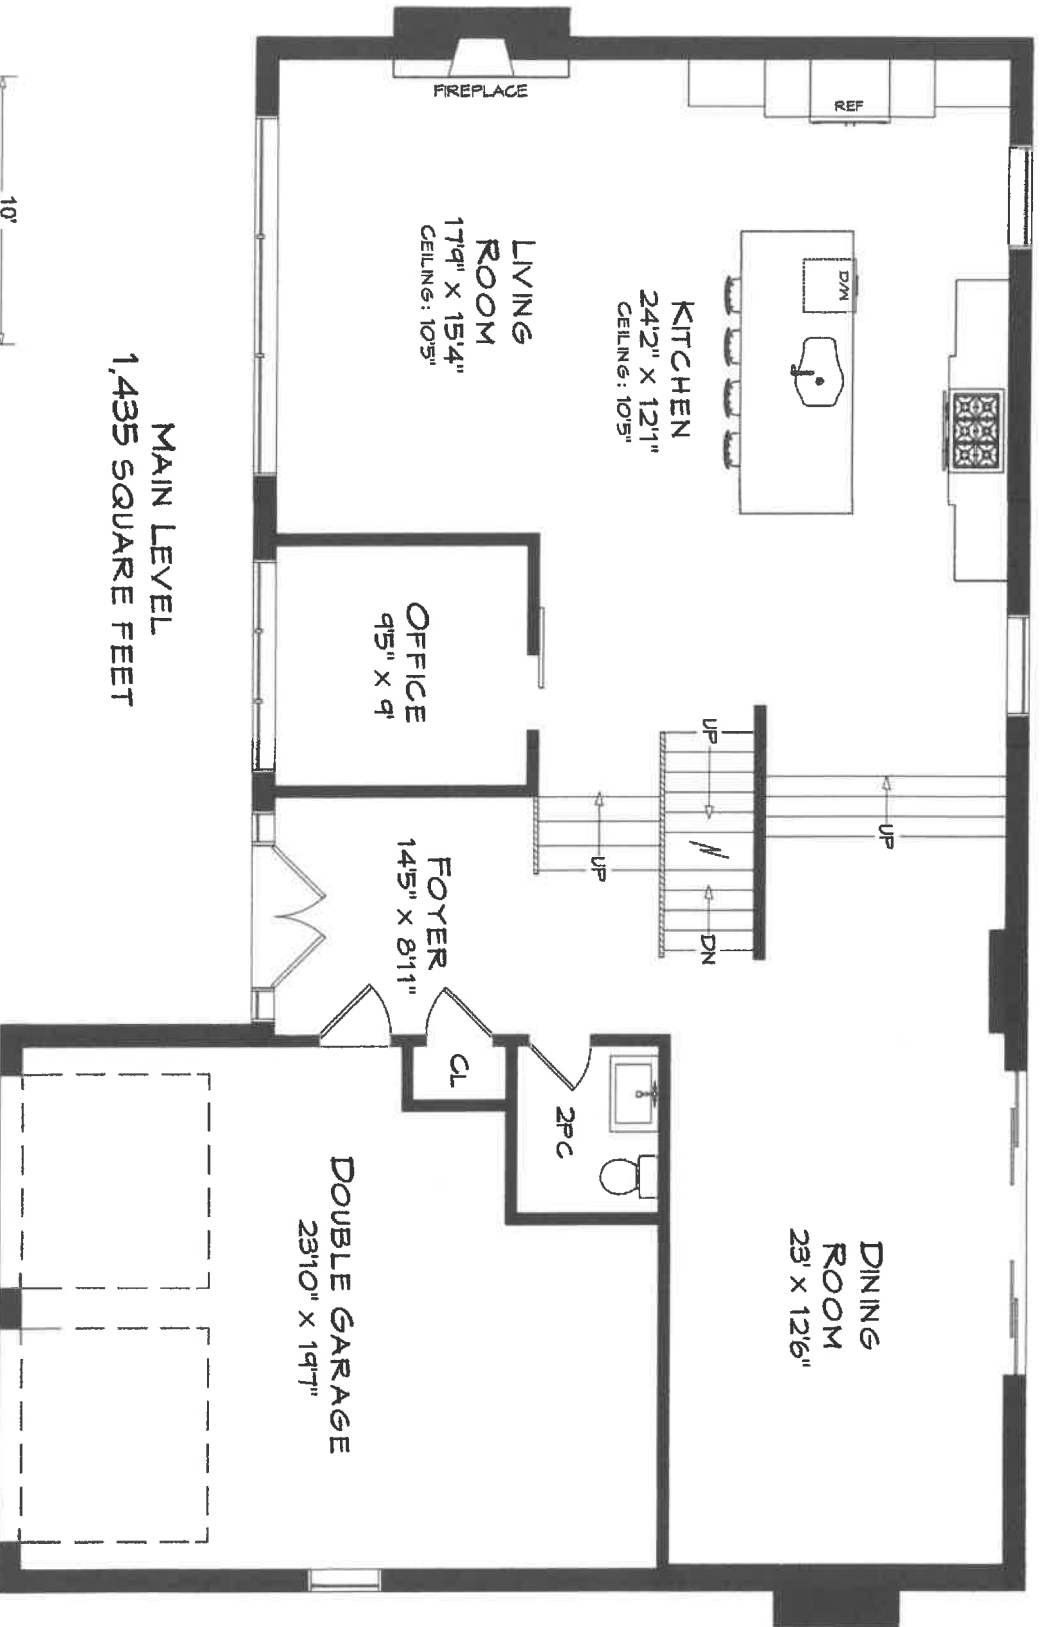 FIREPLACE
REF
LIVING
ROOM
17'9" X 15'4"
CEILING: 10'5"
KITCHEN
24'2" X 12'1"
CEILING: 10'5"
D/W
OFFICE
9'5" X 9'
UP
UP
UP
DN
FOYER
14'5" X 8'11"
CL
2PC
DINING
ROOM
23' X 12'6"
DOUBLE GARAGE
23'10" X 19'7"
MAIN LEVEL
1,435 SQUARE FEET
10'